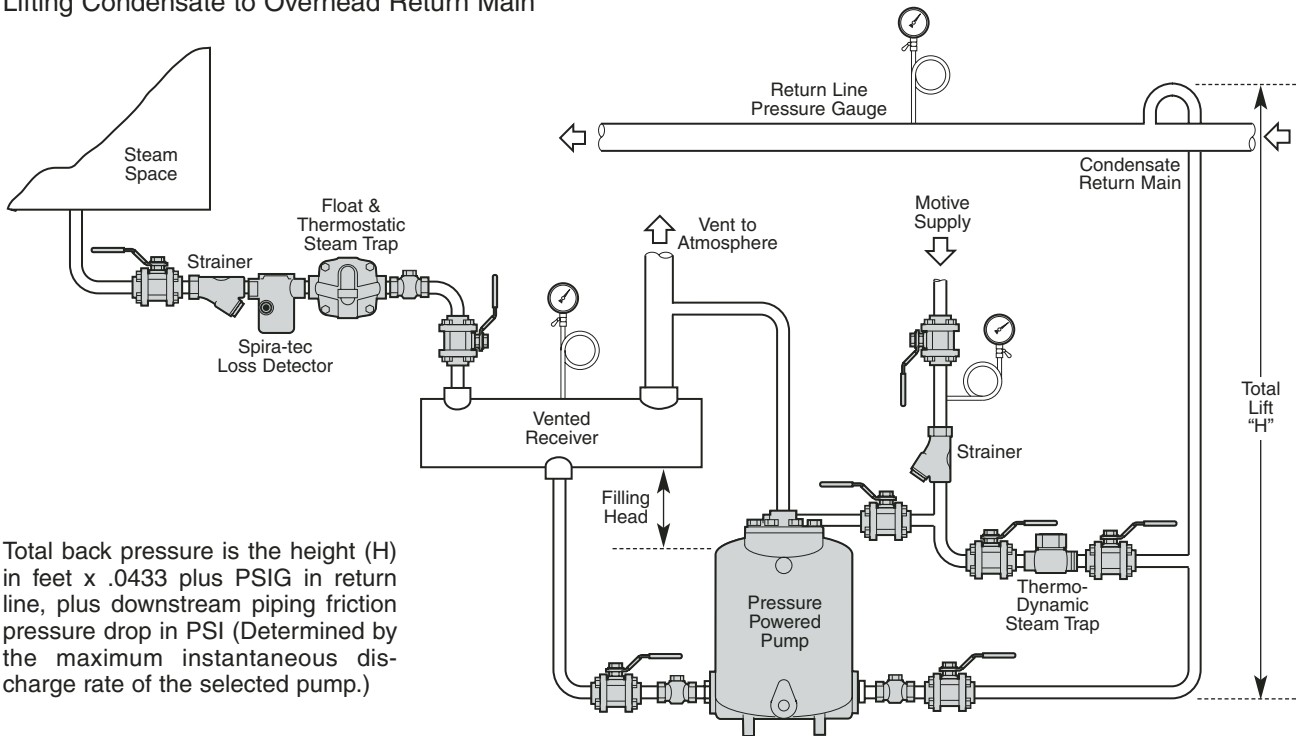 Lifting Condensate to Overhead Return Main
Return Line
Pressure Gauge
Steam
Space
Condensate
Return Main
Float &
Thermostatic
Steam Trap
Motive
Supply
Vent to
Atmosphere
Strainer
Spira-tec
Loss Detector
Total
Lift
“H”
Vented
Receiver
Strainer
Filling
Head
Total back pressure is the height (H)
in feet x .0433 plus PSIG in return
line, plus downstream piping friction
pressure drop in PSI (Determined by
the maximum instantaneous dis-
charge rate of the selected pump.)
Thermo-
Dynamic
Steam Trap
Pressure
Powered
Pump